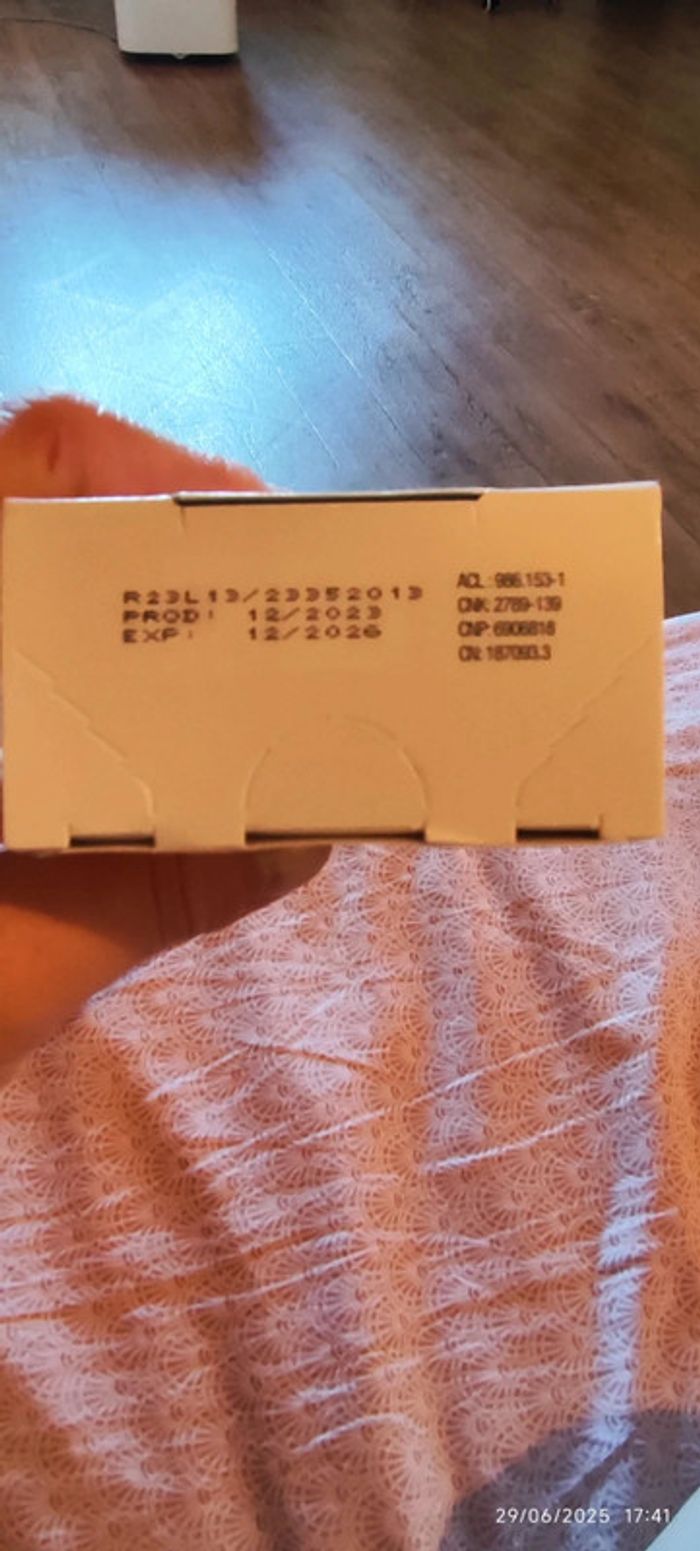 R23L13/23352013
PROD: 12/2023
EXP: 12/2026
ACL : 986.153-1
CNK: 2789-139
CNP: 6906818
CN: 187093.3
29/06/2025 17:41